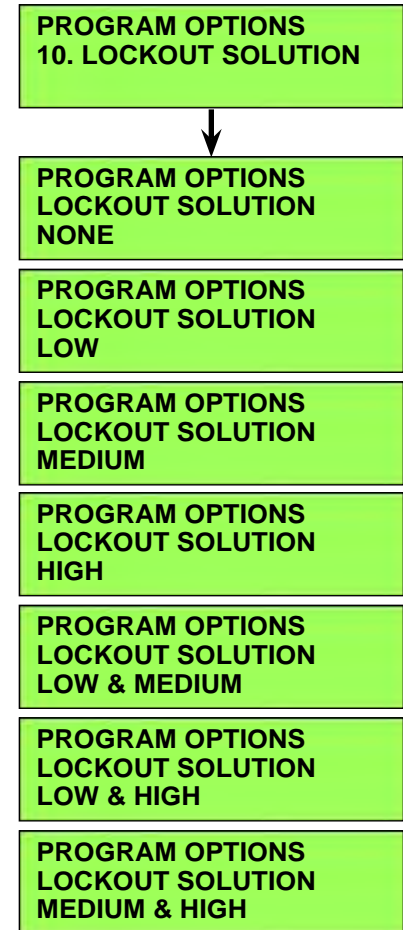 PROGRAM OPTIONS
10. LOCKOUT SOLUTION
PROGRAM OPTIONS
LOCKOUT SOLUTION
NONE
PROGRAM OPTIONS
LOCKOUT SOLUTION
LOW
PROGRAM OPTIONS
LOCKOUT SOLUTION
MEDIUM
PROGRAM OPTIONS
LOCKOUT SOLUTION
HIGH
PROGRAM OPTIONS
LOCKOUT SOLUTION
LOW & MEDIUM
PROGRAM OPTIONS
LOCKOUT SOLUTION
LOW & HIGH
PROGRAM OPTIONS
LOCKOUT SOLUTION
MEDIUM & HIGH